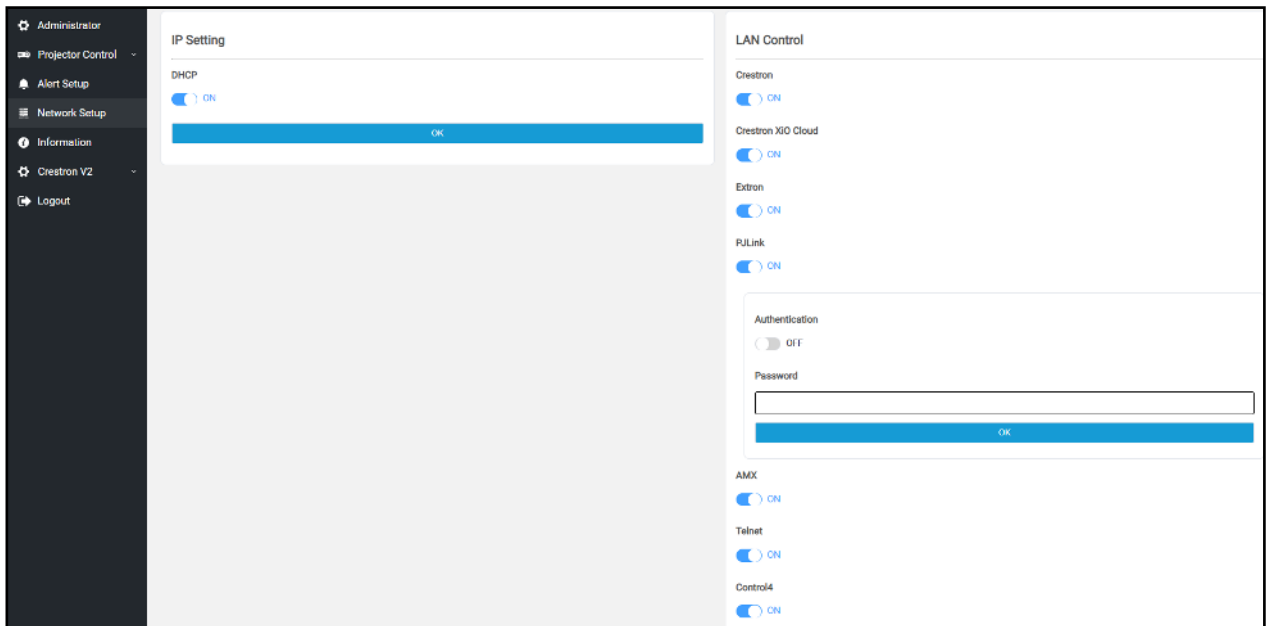 Administrator
Projector Control
Alert Setup
Network Setup
Information
Crestron V2
Logout
IP Setting
DHCP
ON
OK
LAN Control
Crestron
ON
Crestron XiO Cloud
ON
Extron
ON
PJLink
ON
Authentication
OFF
Password
OK
AMX
ON
Telnet
ON
Control4
ON